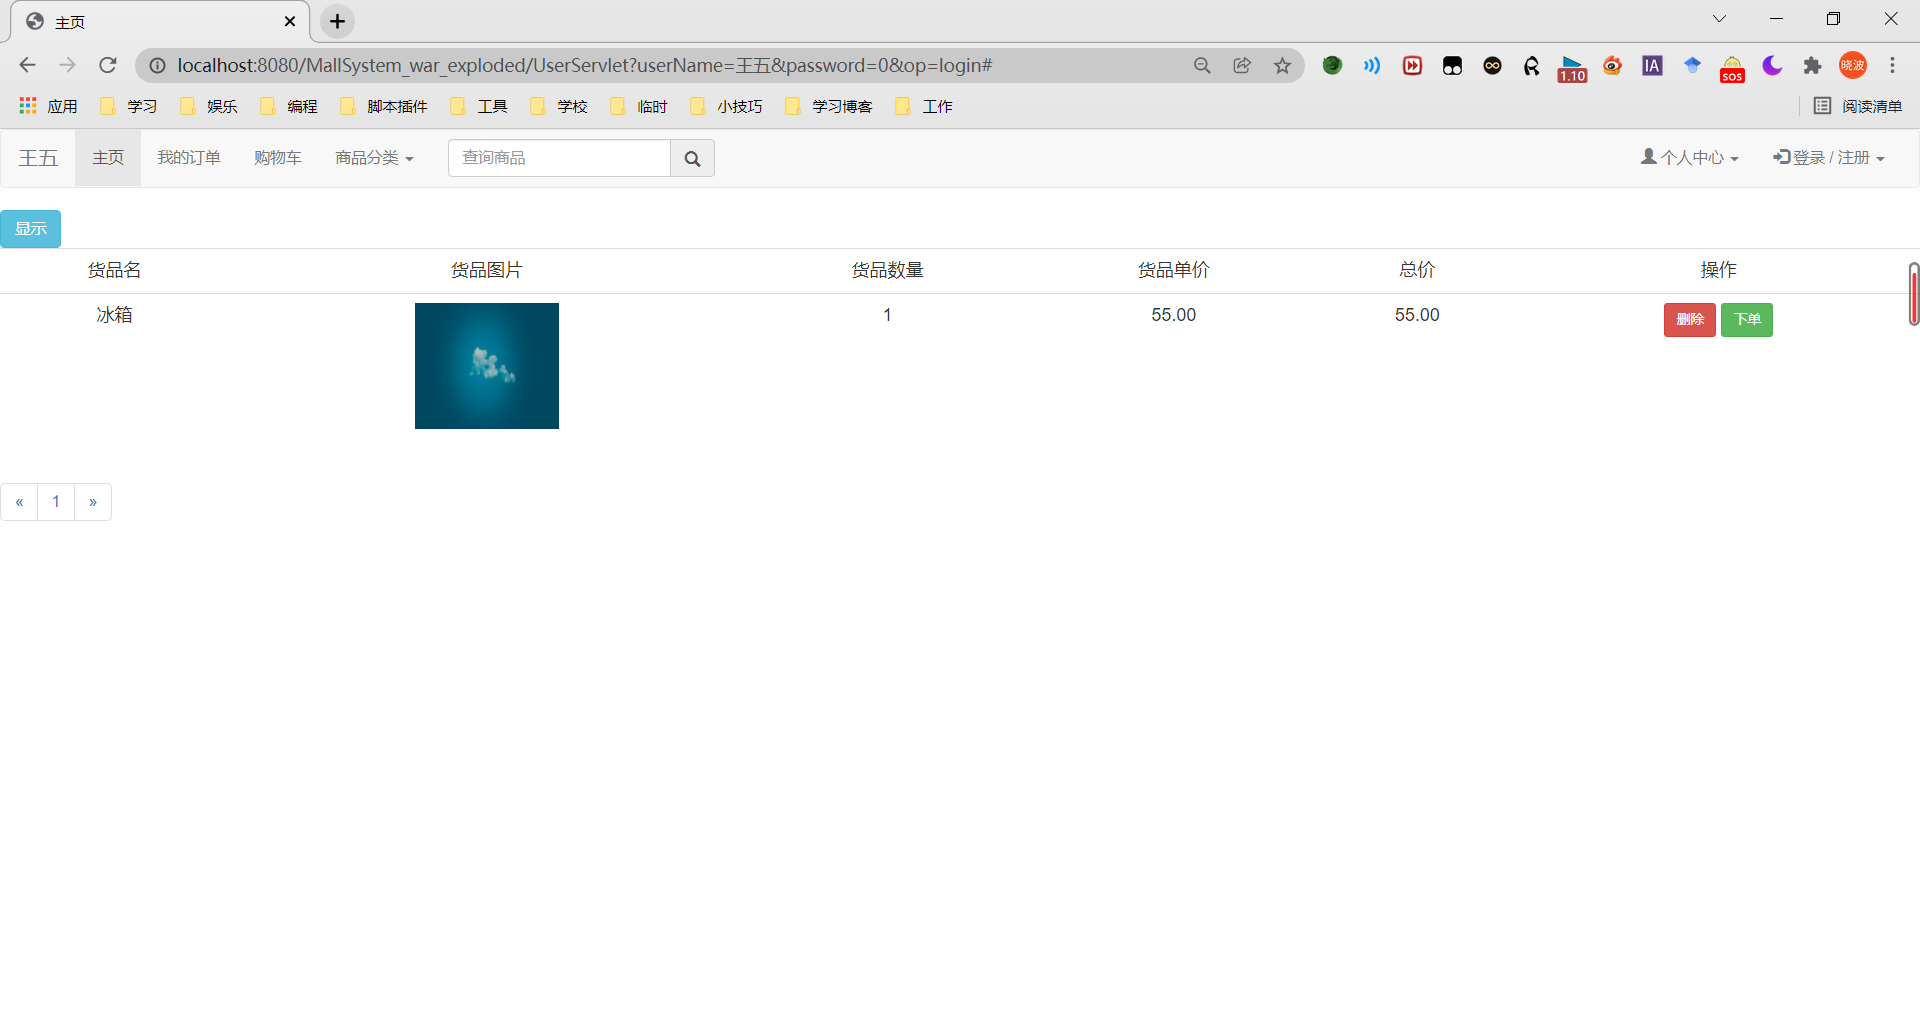 主页
localhost:8080/MallSystem_war_exploded/UserServlet?userName=王五&password=0&op=login#
1.10
IA
sos
晓波
应用 学习 娱乐 编程 脚本插件 工具 学校 临时 小技巧 学习博客 工作 阅读清单
王五 主页 我的订单 购物车 商品分类 查询商品 个人中心 登录 / 注册
显示
货品名 货品图片 货品数量 货品单价 总价 操作
冰箱 1 55.00 55.00 删除 下单
« 1 »